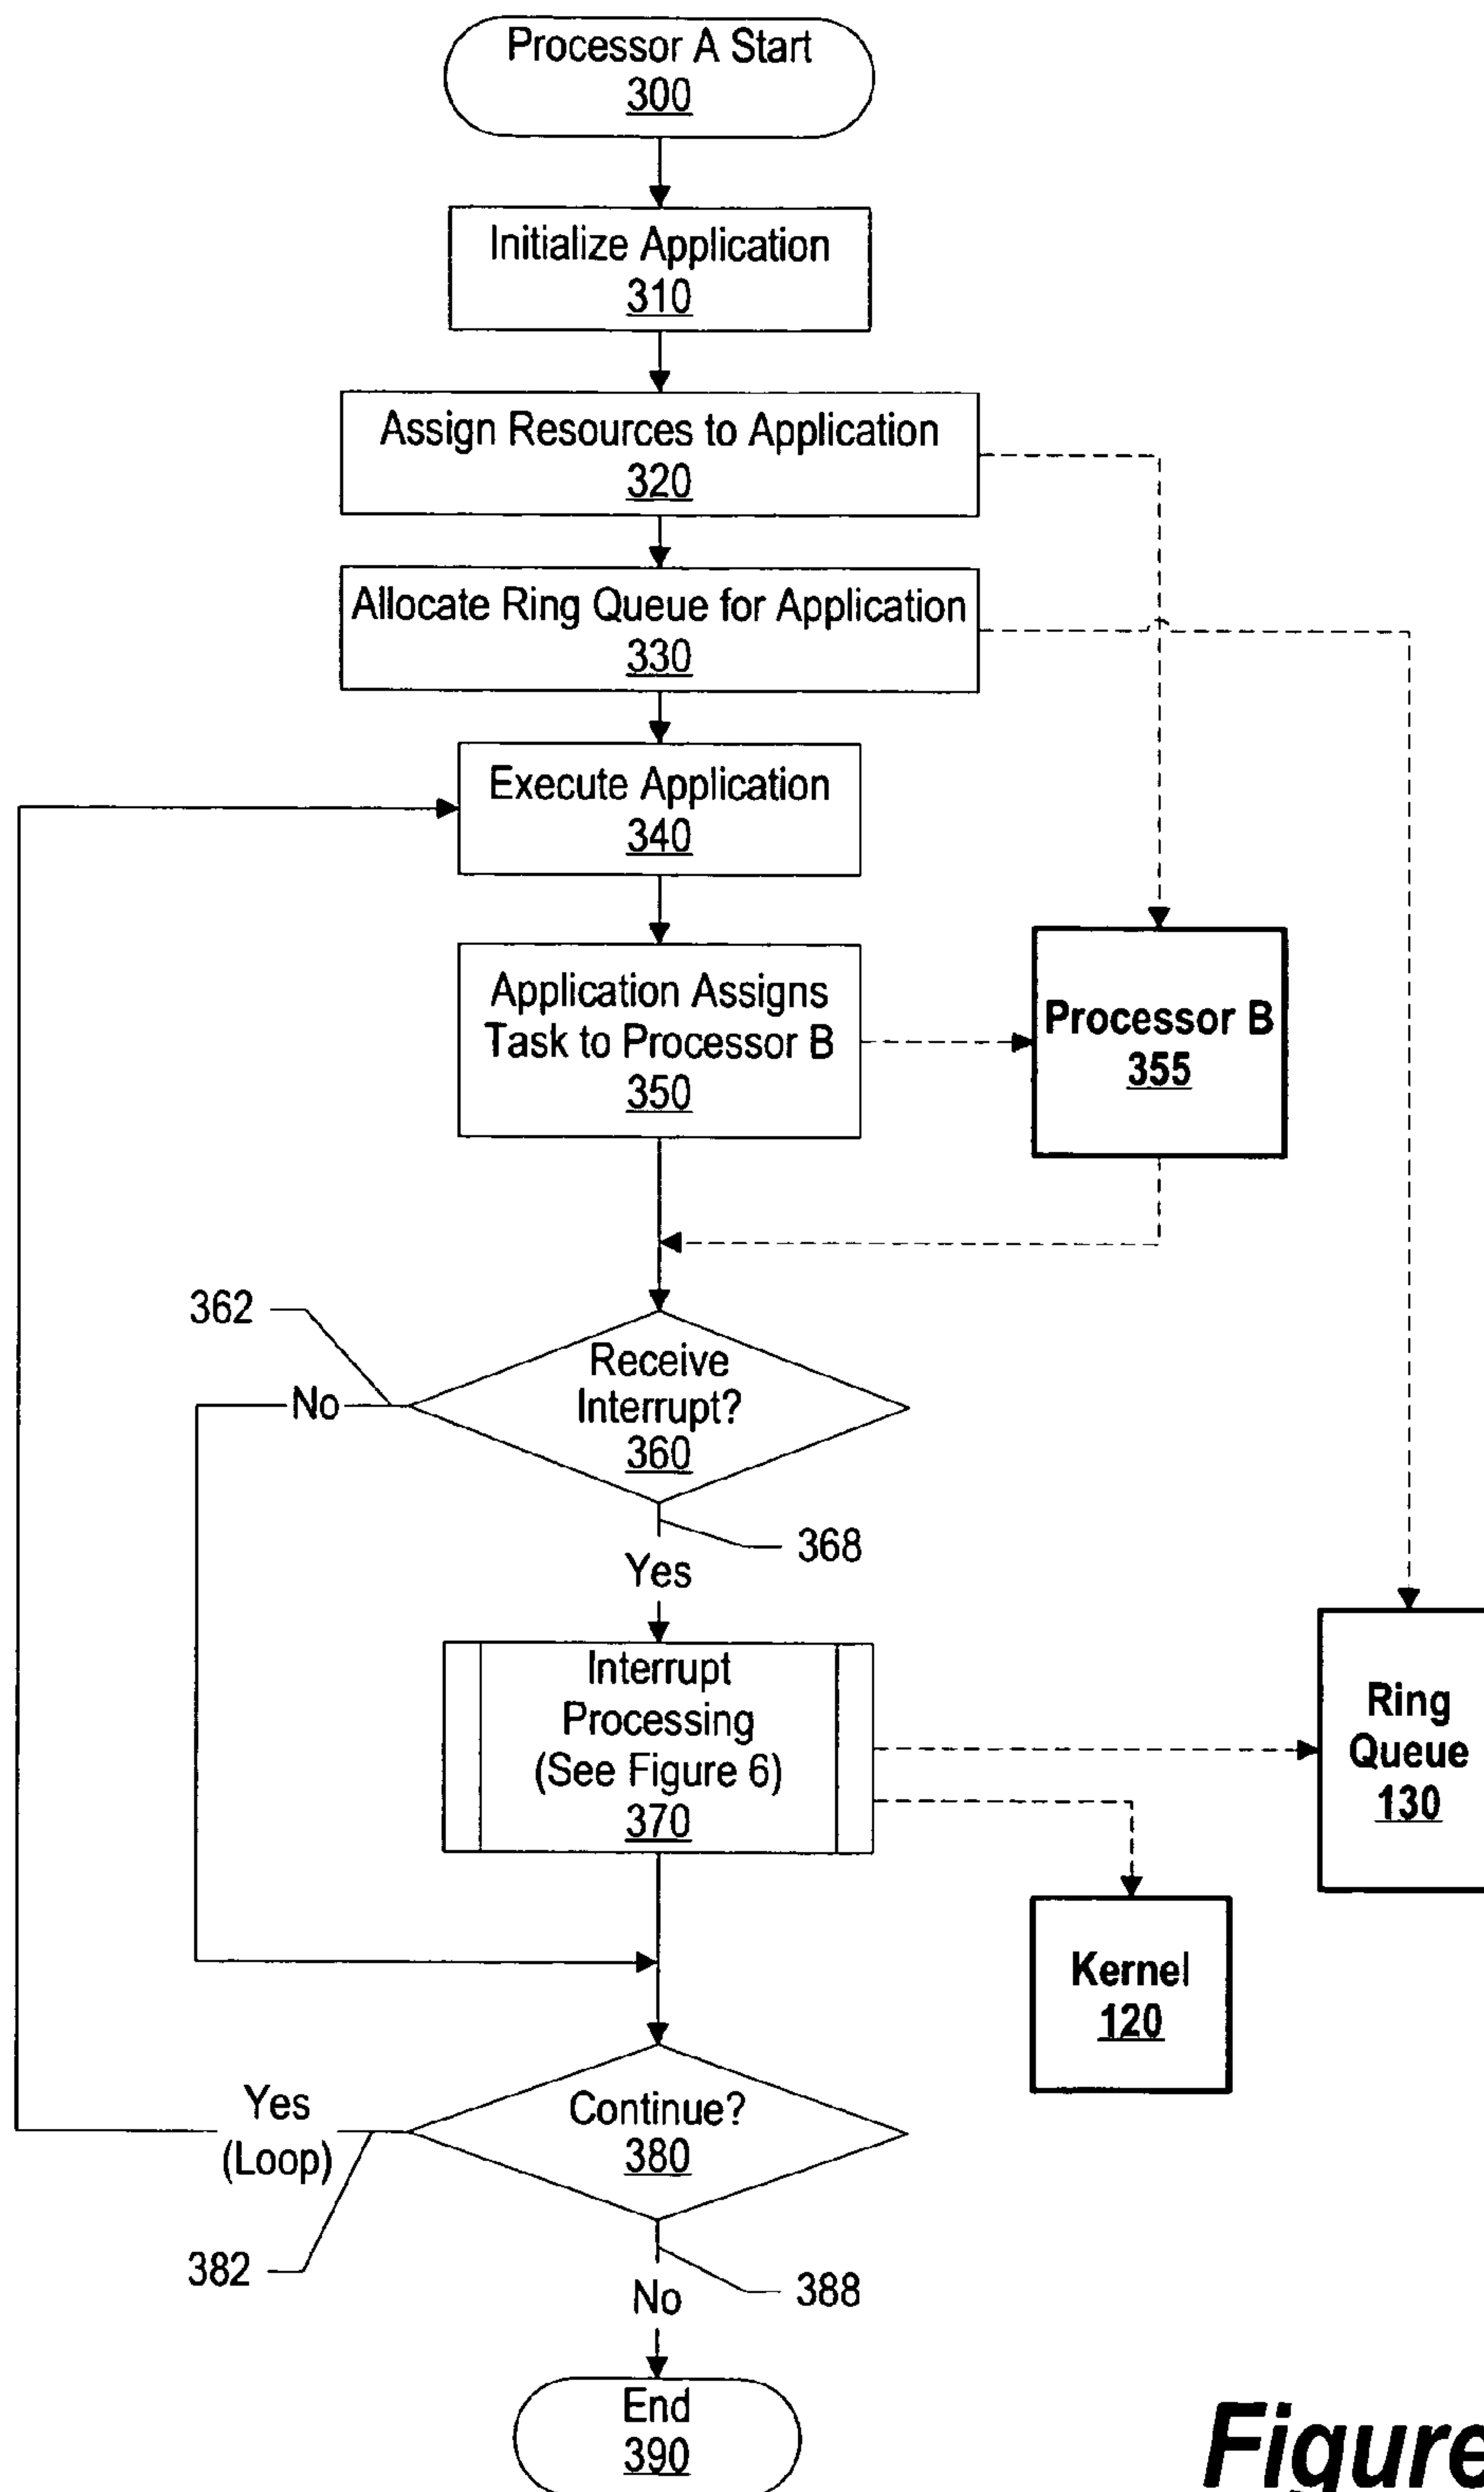 Processor A Start
300
Initialize Application
310
Assign Resources to Application
320
Allocate Ring Queue for Application
330
Execute Application
340
Application Assigns
Task to Processor B
350
Processor B
355
362
No
Receive
Interrupt?
360
368
Yes
Interrupt
Processing
(See Figure 6)
370
Ring
Queue
130
Kernel
120
Yes
(Loop)
Continue?
380
382
388
No
End
390
Figure